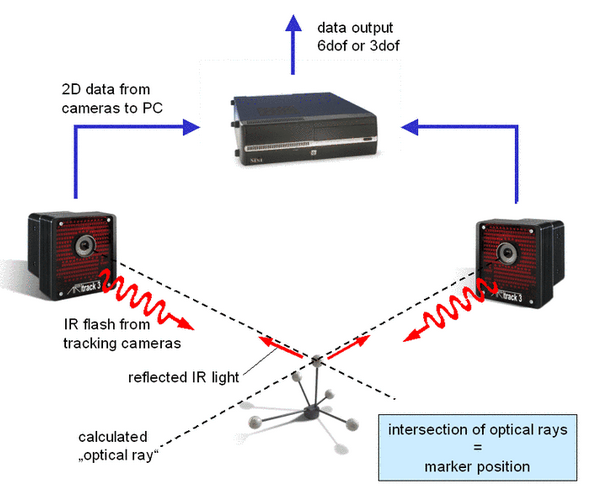 data output
6dof or 3dof
2D data from
cameras to PC
track 3
track 3
IR flash from
tracking cameras
reflected IR light
calculated
„optical ray“
intersection of optical rays
=
marker position